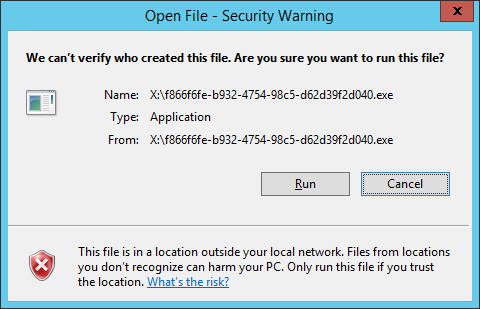 Open File - Security Warning
x
We can't verify who created this file. Are you sure you want to run this file?
Name: X:\f866f6fe-b932-4754-98c5-d62d39f2d040.exe
Type: Application
From: X:\f866f6fe-b932-4754-98c5-d62d39f2d040.exe
Run Cancel
This file is in a location outside your local network. Files from locations
you don't recognize can harm your PC. Only run this file if you trust
the location. What's the risk?